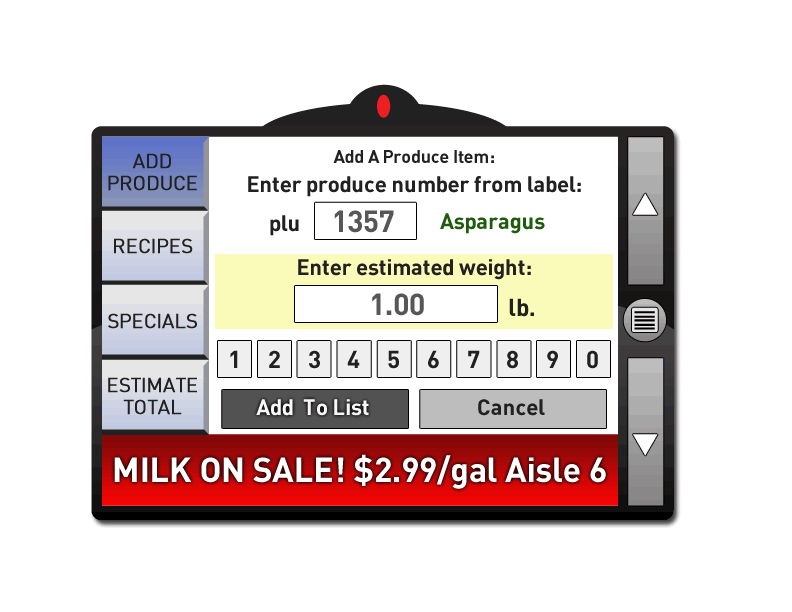 ADD
PRODUCE
RECIPES
SPECIALS
ESTIMATE
TOTAL
Add A Produce Item:
Enter produce number from label:
plu 1357 Asparagus
Enter estimated weight:
1.00 lb.
1 2 3 4 5 6 7 8 9 0
Add To List Cancel
MILK ON SALE! $2.99/gal Aisle 6